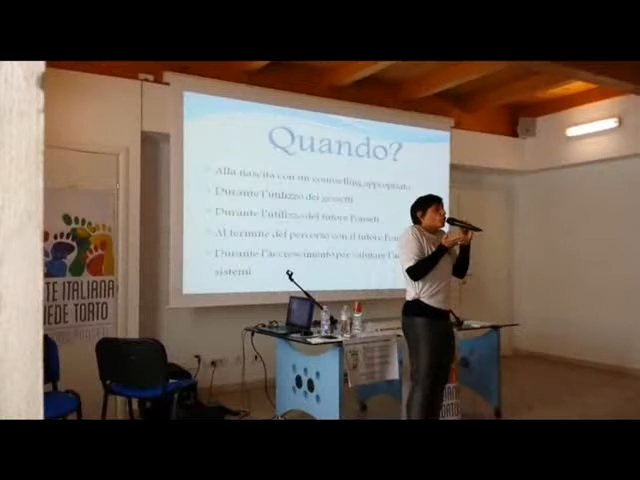 Quando?
Alla nascita con un counselling appropriato
Durante l'utilizzo dei gessetti
Durante l'utilizzo del tutore Ponseti
Al termine del percorso con il tutore
Durante l'accrescimento per valutare
sistemi
TE ITALIANA
IEDE TORTO
TORTO